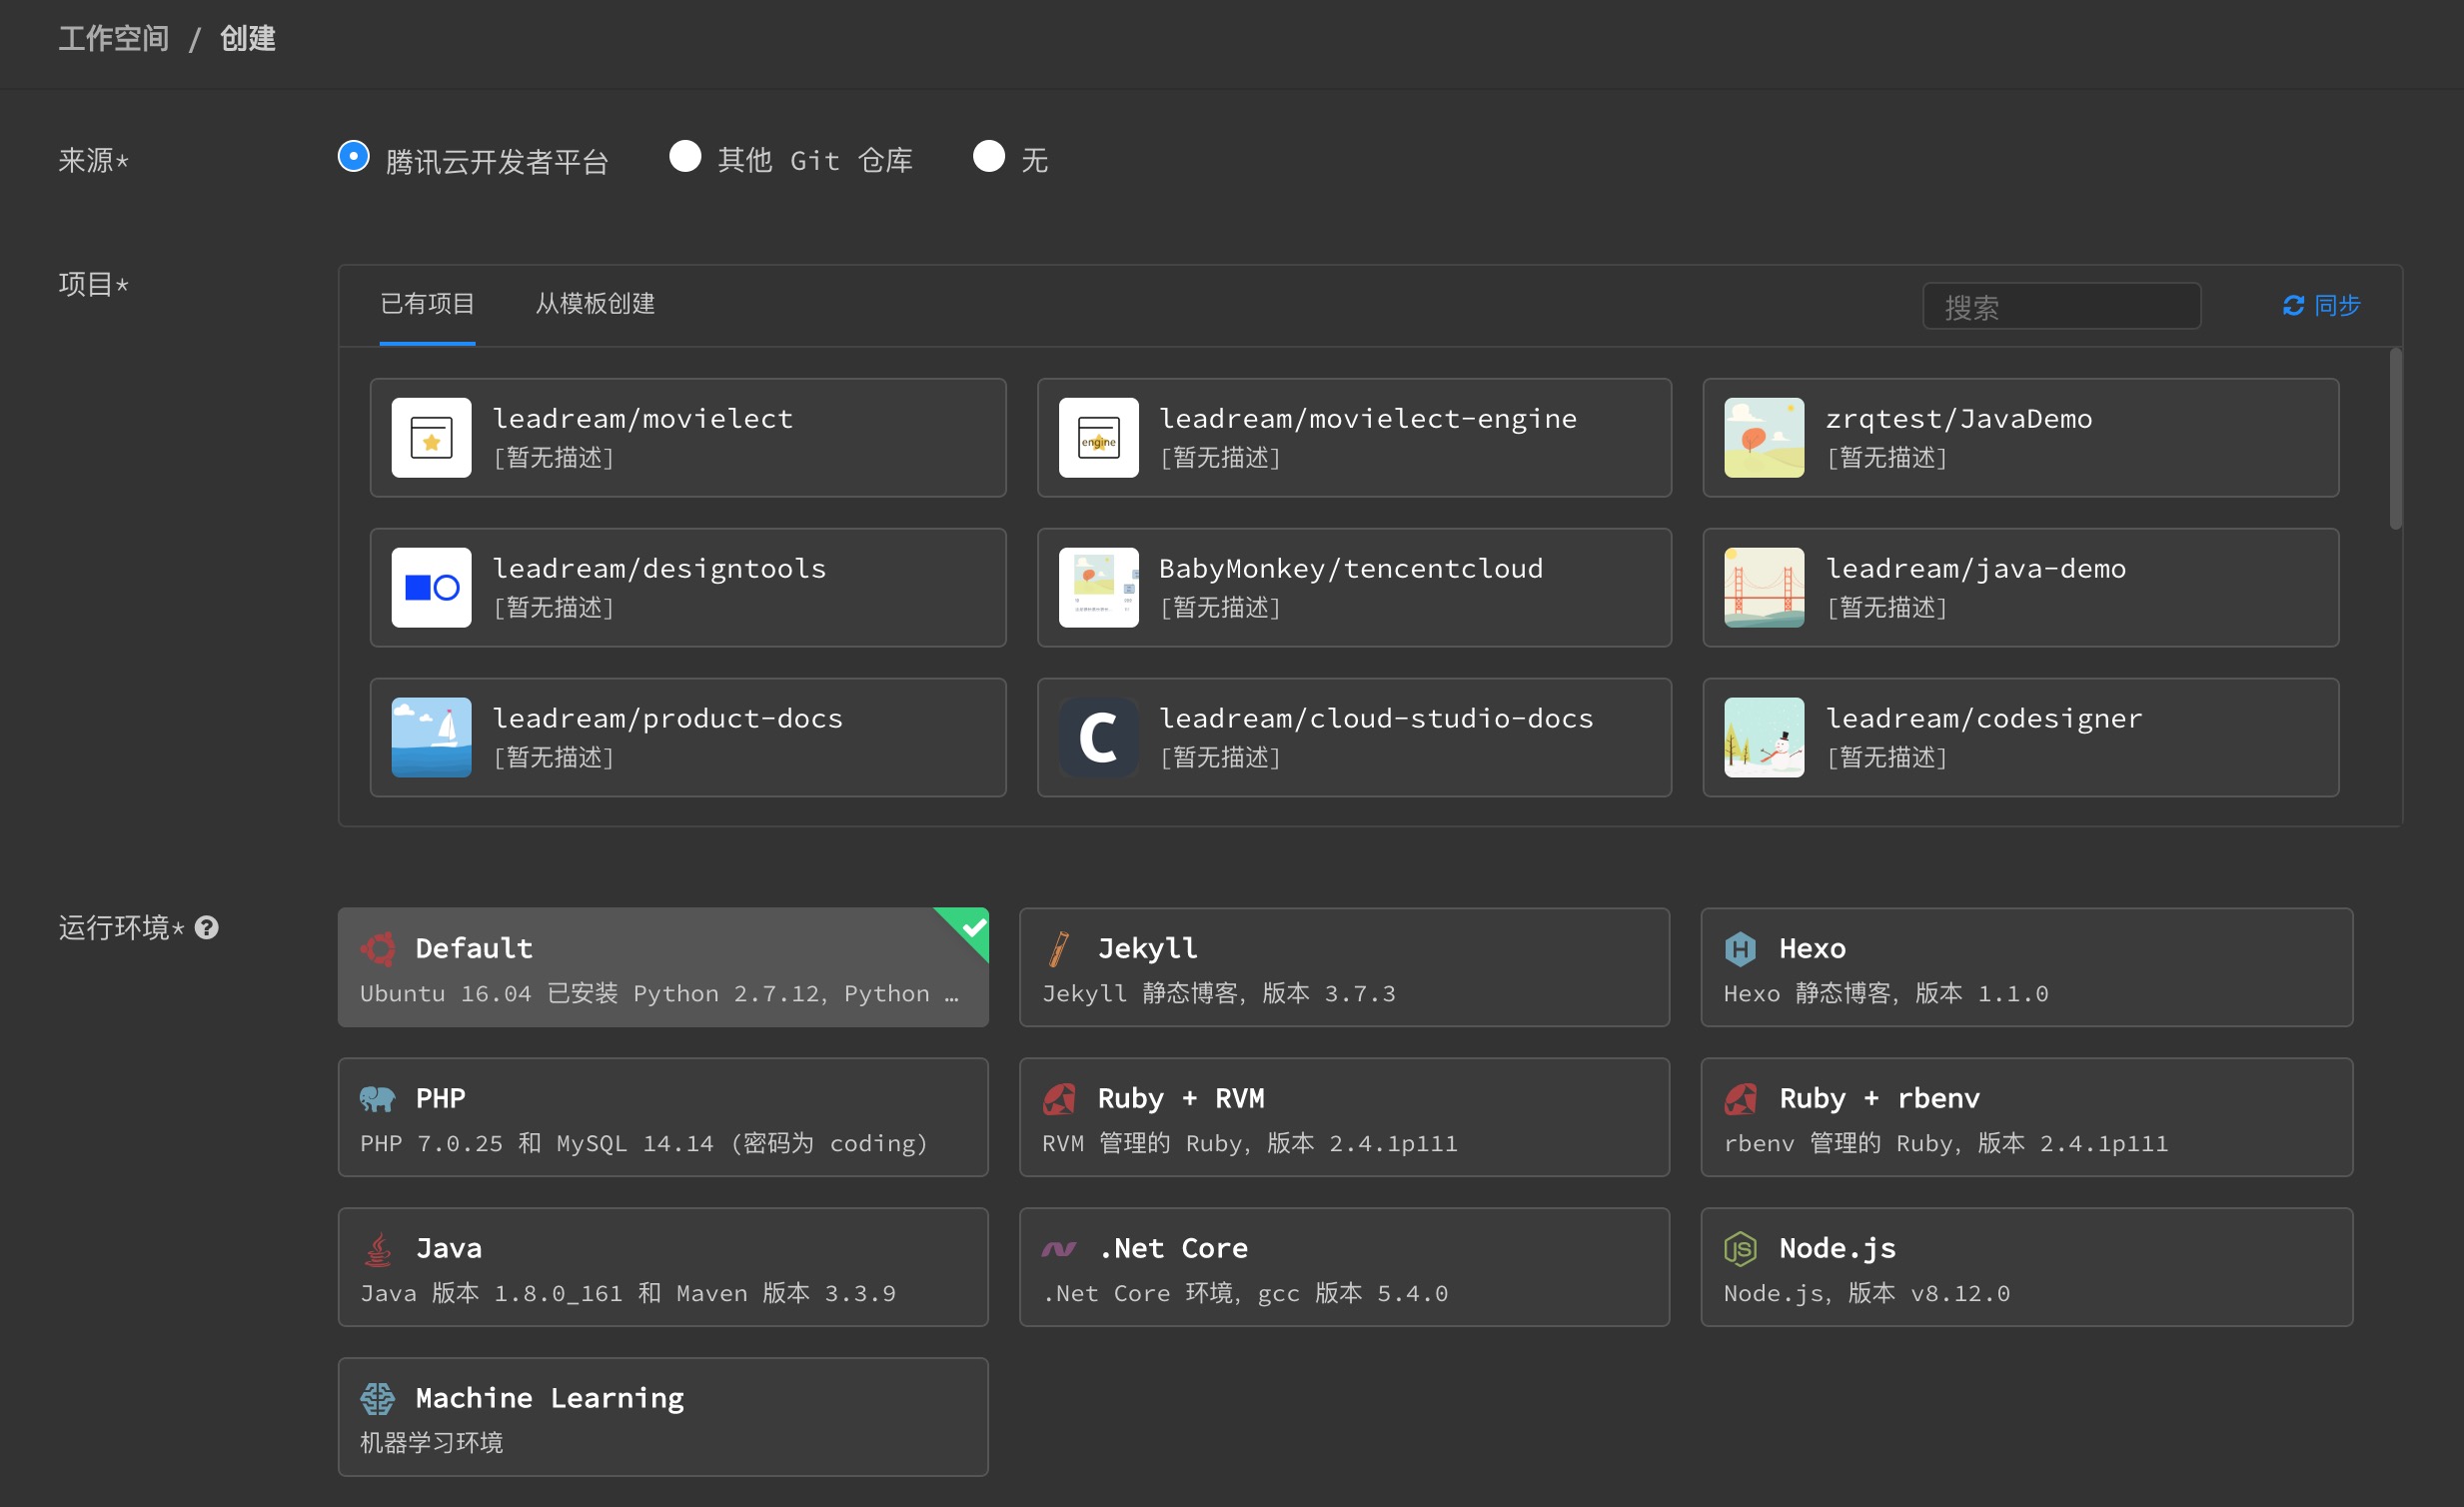 工作空间 / 创建
来源*
腾讯云开发者平台
其他 Git 仓库
无
项目*
已有项目
从模板创建
搜索
同步
leadream/movielect
[暂无描述]
engine
leadream/movielect-engine
[暂无描述]
zrqtest/JavaDemo
[暂无描述]
leadream/designtools
[暂无描述]
BabyMonkey/tencentcloud
[暂无描述]
leadream/java-demo
[暂无描述]
leadream/product-docs
[暂无描述]
C
leadream/cloud-studio-docs
[暂无描述]
leadream/codesigner
[暂无描述]
运行环境*
Default
Ubuntu 16.04 已安装 Python 2.7.12, Python …
Jekyll
Jekyll 静态博客, 版本 3.7.3
H
Hexo
Hexo 静态博客, 版本 1.1.0
PHP
PHP 7.0.25 和 MySQL 14.14 (密码为 coding)
Ruby + RVM
RVM 管理的 Ruby, 版本 2.4.1p111
Ruby + rbenv
rbenv 管理的 Ruby, 版本 2.4.1p111
Java
Java 版本 1.8.0_161 和 Maven 版本 3.3.9
.Net Core
.Net Core 环境, gcc 版本 5.4.0
JS
Node.js
Node.js, 版本 v8.12.0
Machine Learning
机器学习环境